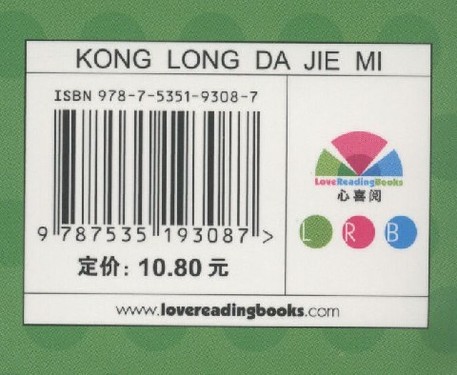 KONG LONG DA JIE MI
ISBN 978-7-5351-9308-7
9 787535 193087 >
定价: 10.80 元
LoveReadingBooks
心喜阅
L R B
www.lovereadingbooks.com